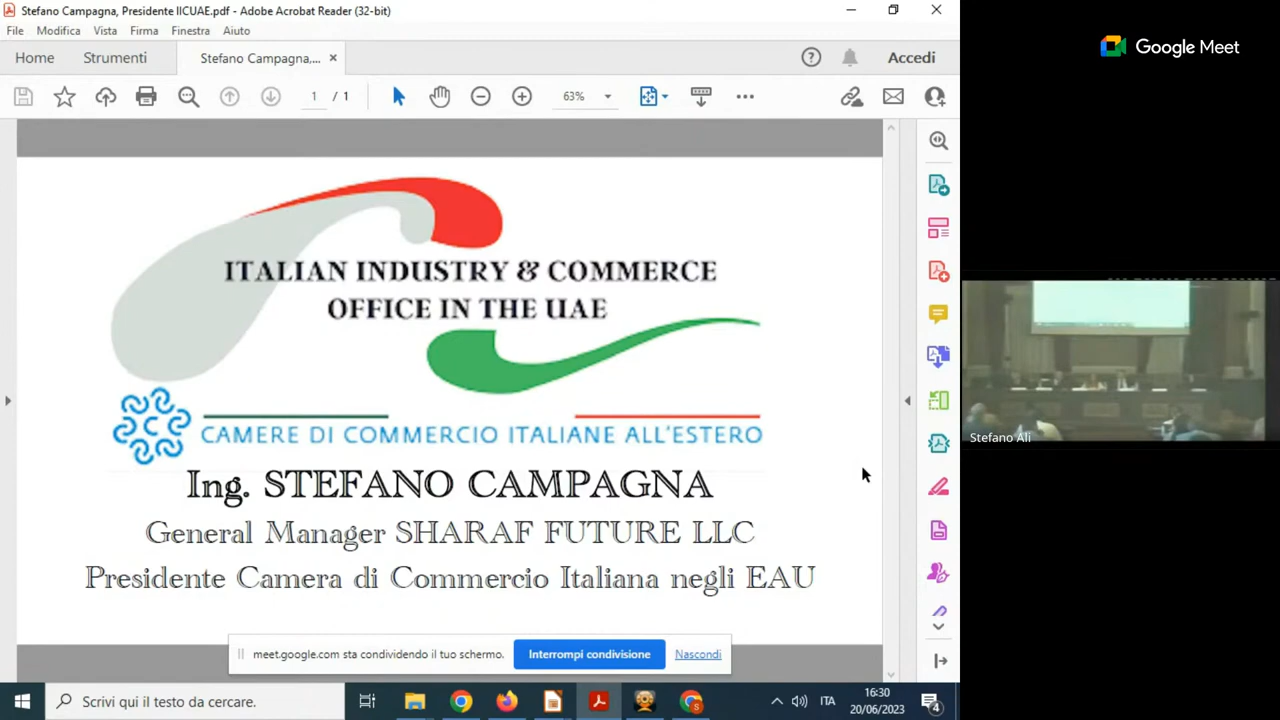 Stefano Campagna, Presidente IICUAE.pdf - Adobe Acrobat Reader (32-bit)
File Modifica Vista Firma Finestra Aiuto
Home Strumenti Stefano Campagna,... × Accedi
1 / 1 63%
ITALIAN INDUSTRY & COMMERCE
OFFICE IN THE UAE
CAMERE DI COMMERCIO ITALIANE ALL'ESTERO
Ing. STEFANO CAMPAGNA
General Manager SHARAF FUTURE LLC
Presidente Camera di Commercio Italiana negli EAU
meet.google.com sta condividendo il tuo schermo. Interrompi condivisione Nascondi
Scrivi qui il testo da cercare.
ITA
16:30
20/06/2023
4
Google Meet
Stefano Ali